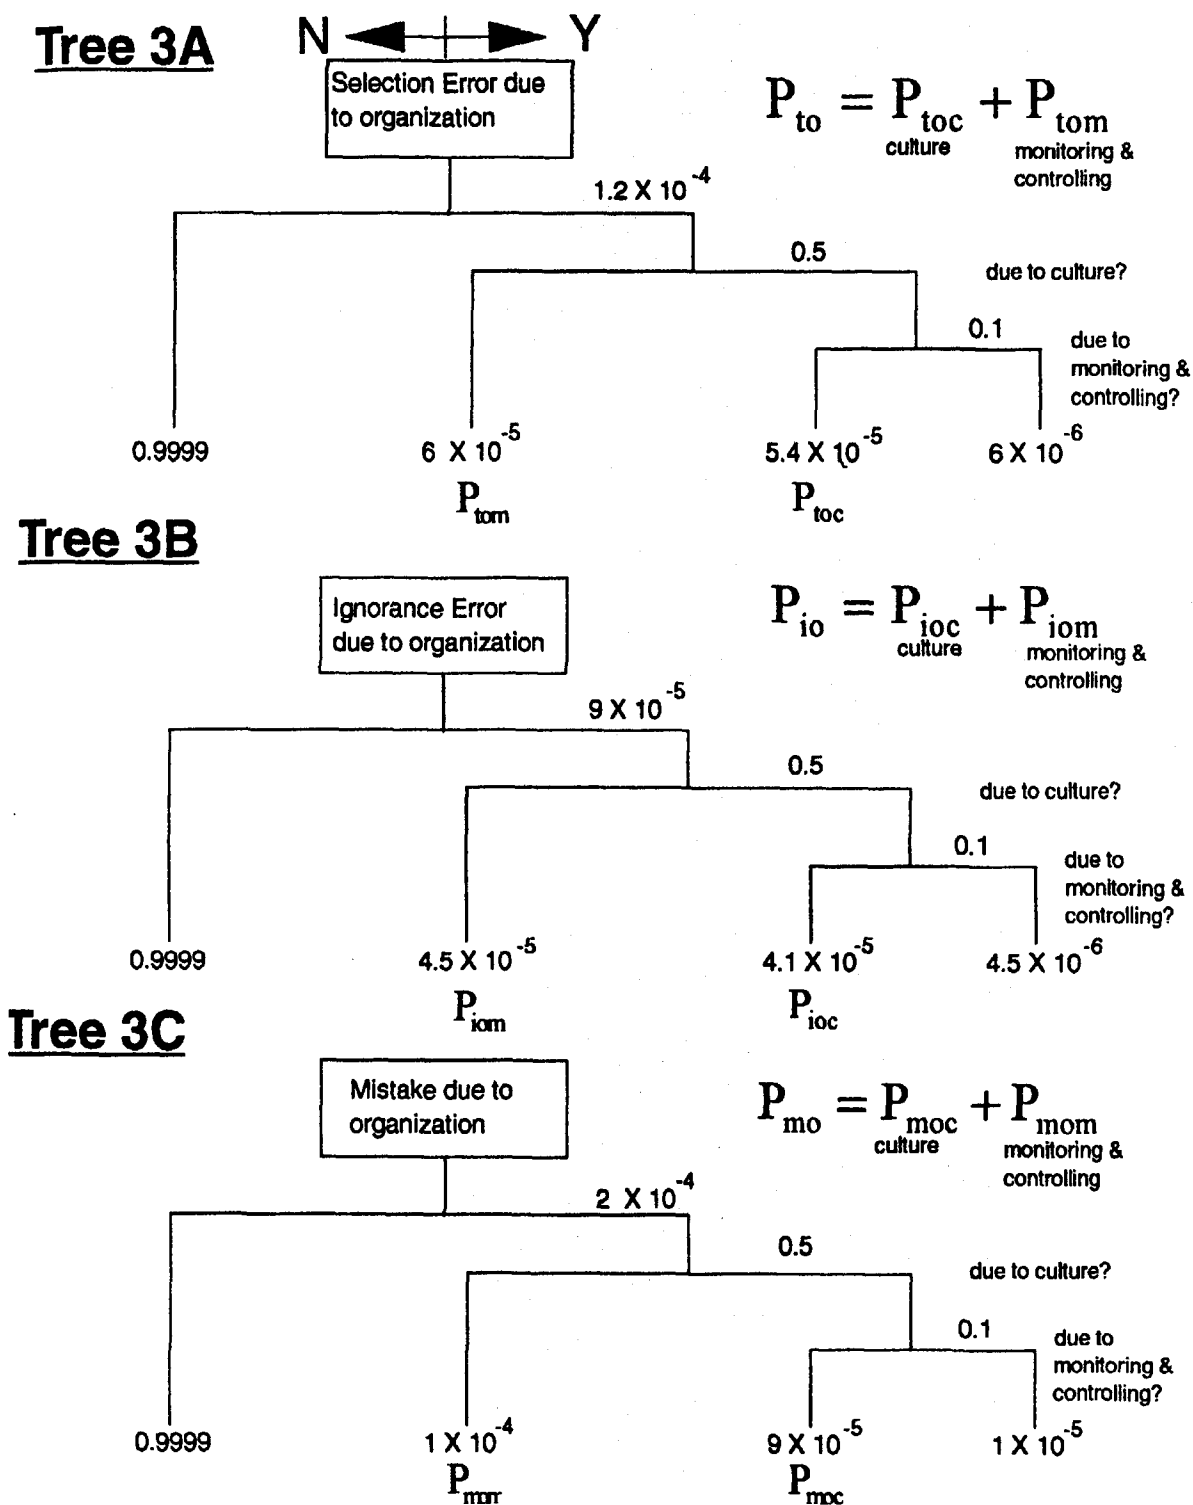 Tree 3A
N Y
Selection Error due
to organization
P_to = P_toc + P_tom
culture
monitoring &
controlling
1.2 X 10^-4
0.5
due to culture?
0.1
due to
monitoring &
controlling?
0.9999
6 X 10^-5
5.4 X 10^-5
6 X 10^-6
P_tom
P_toc
Tree 3B
Ignorance Error
due to organization
P_io = P_ioc + P_iom
culture
monitoring &
controlling
9 X 10^-5
0.5
due to culture?
0.1
due to
monitoring &
controlling?
0.9999
4.5 X 10^-5
4.1 X 10^-5
4.5 X 10^-6
P_iom
P_ioc
Tree 3C
Mistake due to
organization
P_mo = P_moc + P_mom
culture
monitoring &
controlling
2 X 10^-4
0.5
due to culture?
0.1
due to
monitoring &
controlling?
0.9999
1 X 10^-4
9 X 10^-5
1 X 10^-5
P_mom
P_moc